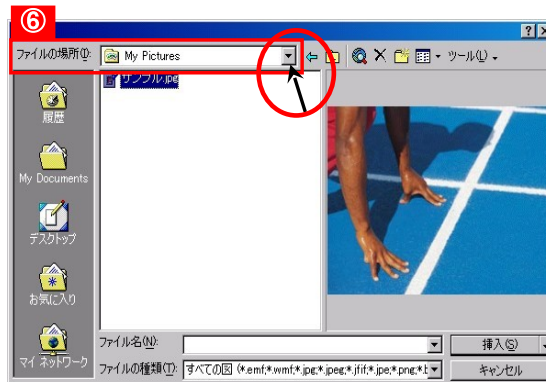 ⑥
ファイルの場所(I): My Pictures
ツール(L)
サンプル.jpg
履歴
My Documents
デスクトップ
お気に入り
マイ ネットワーク
ファイル名(N):
挿入(S)
ファイルの種類(T): すべての図 (*.emf;*.wmf;*.jpg;*.jpeg;*.jfif;*.jpe;*.png;*.b
キャンセル